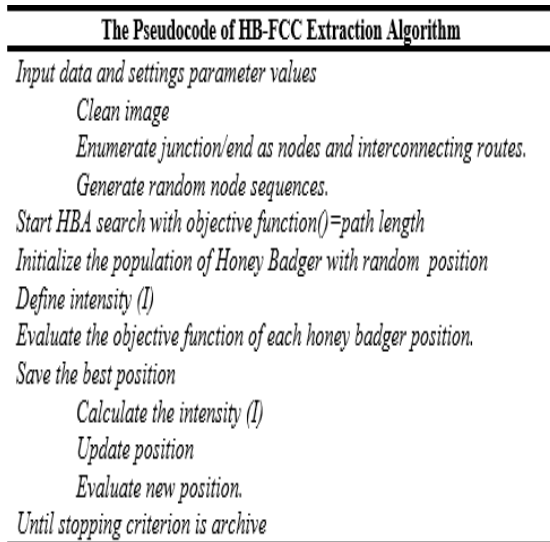 The Pseudocode of HB-FCC Extraction Algorithm
Input data and settings parameter values
Clean image
Enumerate junction/end as nodes and interconnecting routes.
Generate random node sequences.
Start HBA search with objective function()=path length
Initialize the population of Honey Badger with random position
Define intensity (I)
Evaluate the objective function of each honey badger position.
Save the best position
Calculate the intensity (I)
Update position
Evaluate new position.
Until stopping criterion is archive